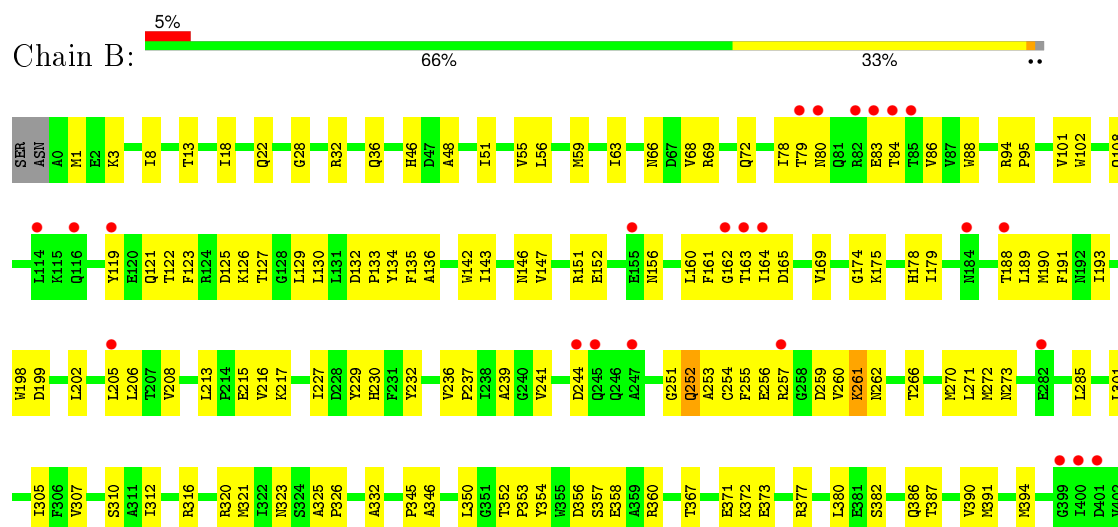 5%
Chain B:
66% 33% ••
SER ASN A0 M1 E2 K3 I8 T13 I18 Q22 G28 R32 Q36 H46 D47 A48 I51 V55 L56 M59 I63 N66 D67 V68 R69 Q72 T78 T79 N80 Q81 R82 E83 T84 T85 V86 V87 W88 R94 P95 V101 W102
L114 K115 Q116 Y119 E120 Q121 T122 F123 R124 D125 K126 T127 G128 L129 L130 L131 D132 P133 Y134 F135 A136 W142 I143 N146 V147 R151 E152 E155 N156 L160 F161 G162 T163 I164 D165 V169 G174 K175 H178 I179 N184 T188 L189 M190 F191 N192 I193
W198 D199 L202 L205 L206 T207 V208 L213 P214 E215 V216 K217 I227 D228 Y229 H230 F231 Y232 V236 P237 I238 A239 G240 V241 D244 Q245 Q246 A247 G251 Q252 A253 C254 F255 E256 R257 G258 D259 V260 K261 N262 T266 M270 L271 M272 N273 E282 L285
I305 F306 V307 S310 A311 I312 R316 R320 M321 I322 N323 S324 A325 P326 A332 P345 A346 L350 G351 T352 P353 Y354 W355 D356 S357 E358 A359 R360 T367 E371 K372 E373 R377 L380 E381 S382 Q386 T387 V390 M391 M394 G399 I400 D401